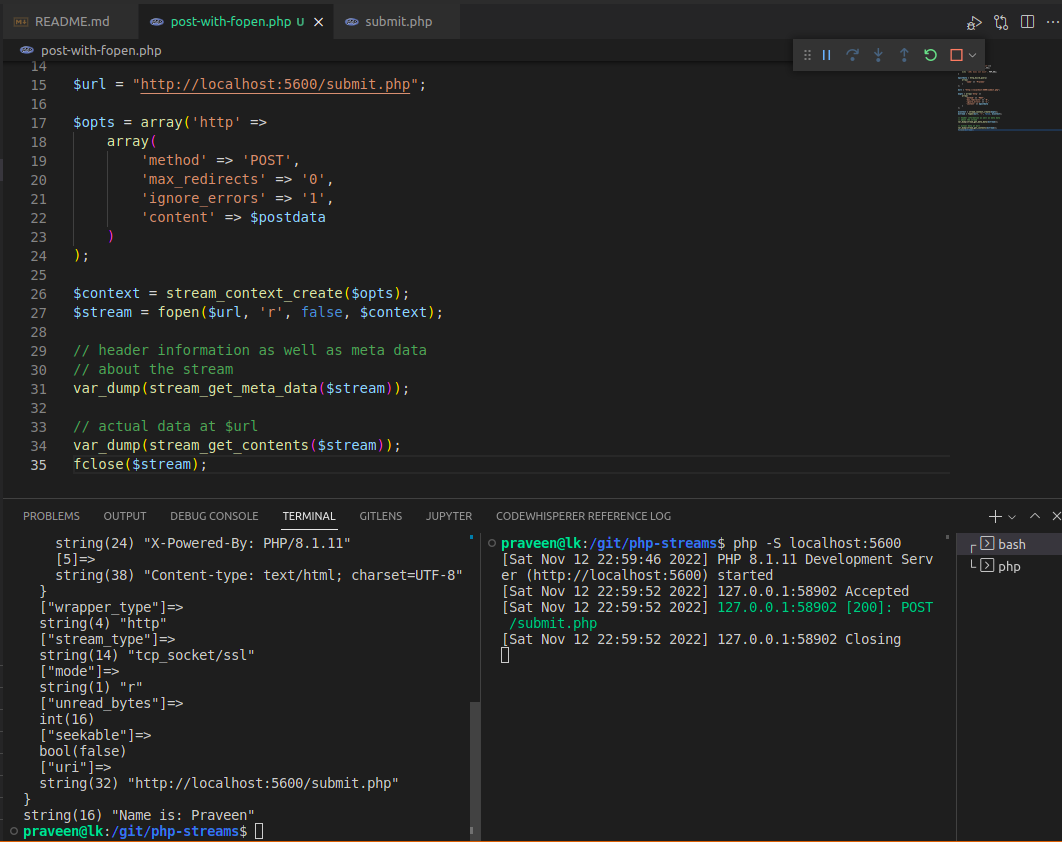 README.md
post-with-fopen.php U
submit.php
post-with-fopen.php
14
15 $url = "http://localhost:5600/submit.php";
16
17 $opts = array('http' =>
18 array(
19 'method' => 'POST',
20 'max_redirects' => '0',
21 'ignore_errors' => '1',
22 'content' => $postdata
23 )
24 );
25
26 $context = stream_context_create($opts);
27 $stream = fopen($url, 'r', false, $context);
28
29 // header information as well as meta data
30 // about the stream
31 var_dump(stream_get_meta_data($stream));
32
33 // actual data at $url
34 var_dump(stream_get_contents($stream));
35 fclose($stream);
PROBLEMS OUTPUT DEBUG CONSOLE TERMINAL GITLENS JUPYTER CODEWHISPERER REFERENCE LOG
string(24) "X-Powered-By: PHP/8.1.11"
[5]=>
string(38) "Content-type: text/html; charset=UTF-8"
}
["wrapper_type"]=>
string(4) "http"
["stream_type"]=>
string(14) "tcp_socket/ssl"
["mode"]=>
string(1) "r"
["unread_bytes"]=>
int(16)
["seekable"]=>
bool(false)
["uri"]=>
string(32) "http://localhost:5600/submit.php"
}
string(16) "Name is: Praveen"
praveen@lk:/git/php-streams$
praveen@lk:/git/php-streams$ php -S localhost:5600
[Sat Nov 12 22:59:46 2022] PHP 8.1.11 Development Serv
er (http://localhost:5600) started
[Sat Nov 12 22:59:52 2022] 127.0.0.1:58902 Accepted
[Sat Nov 12 22:59:52 2022] 127.0.0.1:58902 [200]: POST
/submit.php
[Sat Nov 12 22:59:52 2022] 127.0.0.1:58902 Closing
bash
php